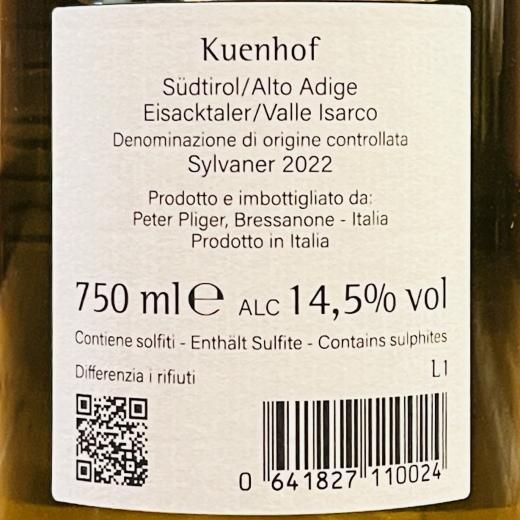 Kuenhof
Südtirol/Alto Adige
Eisacktaler/Valle Isarco
Denominazione di origine controllata
Sylvaner 2022
Prodotto e imbottigliato da:
Peter Pliger, Bressanone - Italia
Prodotto in Italia
750 ml ℮ ALC 14,5% vol
Contiene solfiti - Enthält Sulfite - Contains sulphites
Differenzia i rifiuti L1
0 641827 110024